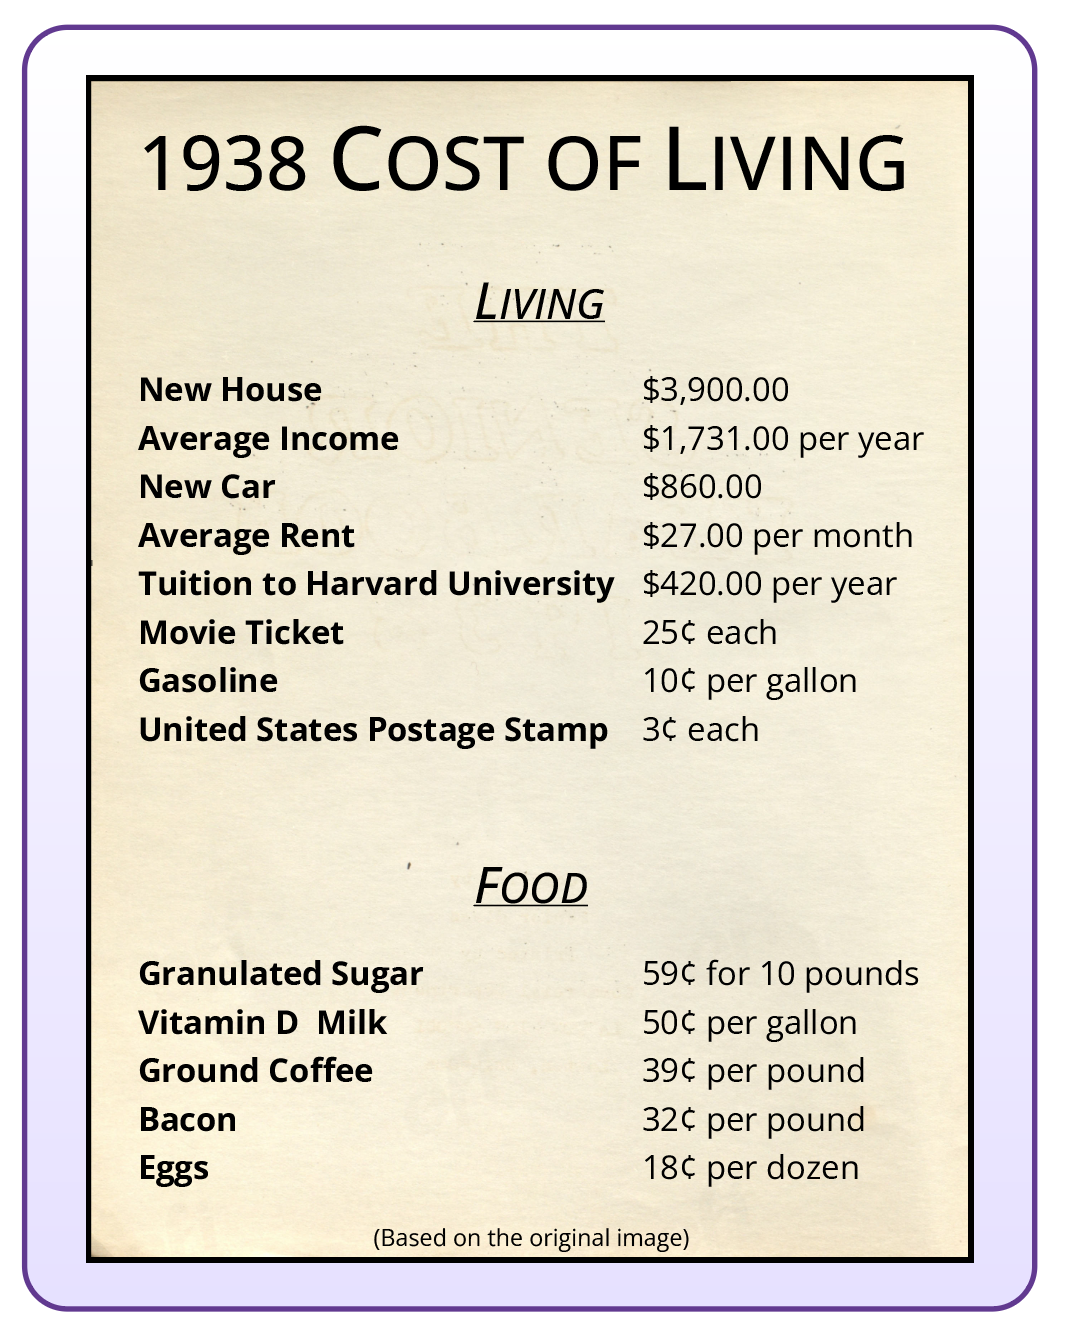 1938 Cost of Living
Living
New House $3,900.00
Average Income $1,731.00 per year
New Car $860.00
Average Rent $27.00 per month
Tuition to Harvard University $420.00 per year
Movie Ticket 25¢ each
Gasoline 10¢ per gallon
United States Postage Stamp 3¢ each
Food
Granulated Sugar 59¢ for 10 pounds
Vitamin D  Milk 50¢ per gallon
Ground Coffee 39¢ per pound
Bacon 32¢ per pound
Eggs 18¢ per dozen
(Based on the original image)